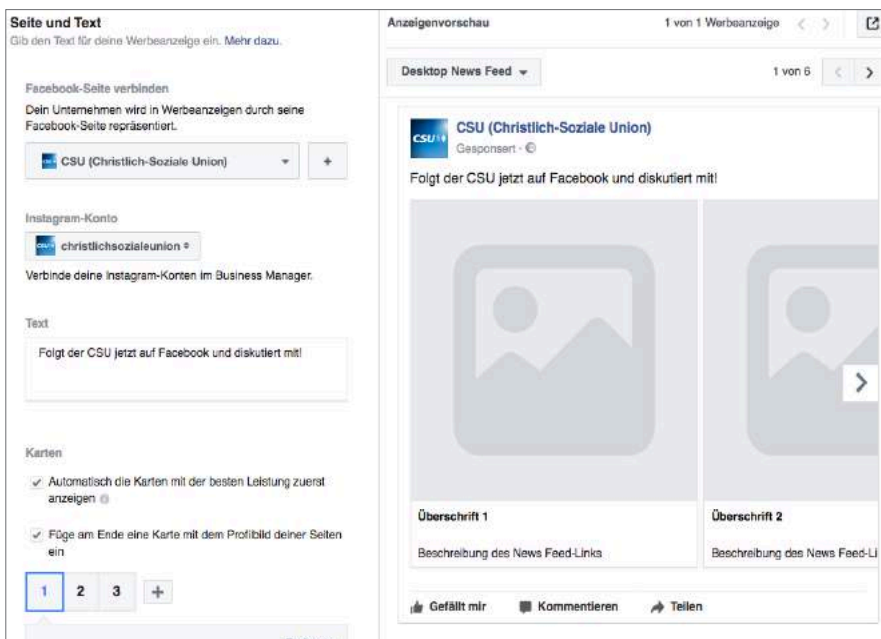 Seite und Text
Gib den Text für deine Werbeanzeige ein. Mehr dazu.
Facebook-Seite verbinden
Dein Unternehmen wird in Werbeanzeigen durch seine
Facebook-Seite repräsentiert.
CSU (Christlich-Soziale Union)
+
Instagram-Konto
christlichsozialeunion
Verbinde deine Instagram-Konten im Business Manager.
Text
Folgt der CSU jetzt auf Facebook und diskutiert mit!
Karten
Automatisch die Karten mit der besten Leistung zuerst
anzeigen
Füge am Ende eine Karte mit dem Profilbild deiner Seiten
ein
1 2 3 +
Anzeigenvorschau 1 von 1 Werbeanzeige
Desktop News Feed 1 von 6
CSU
CSU (Christlich-Soziale Union)
Gesponsert ·
Folgt der CSU jetzt auf Facebook und diskutiert mit!
Überschrift 1 Überschrift 2
Beschreibung des News Feed-Links Beschreibung des News Feed-Li
Gefällt mir Kommentieren Teilen